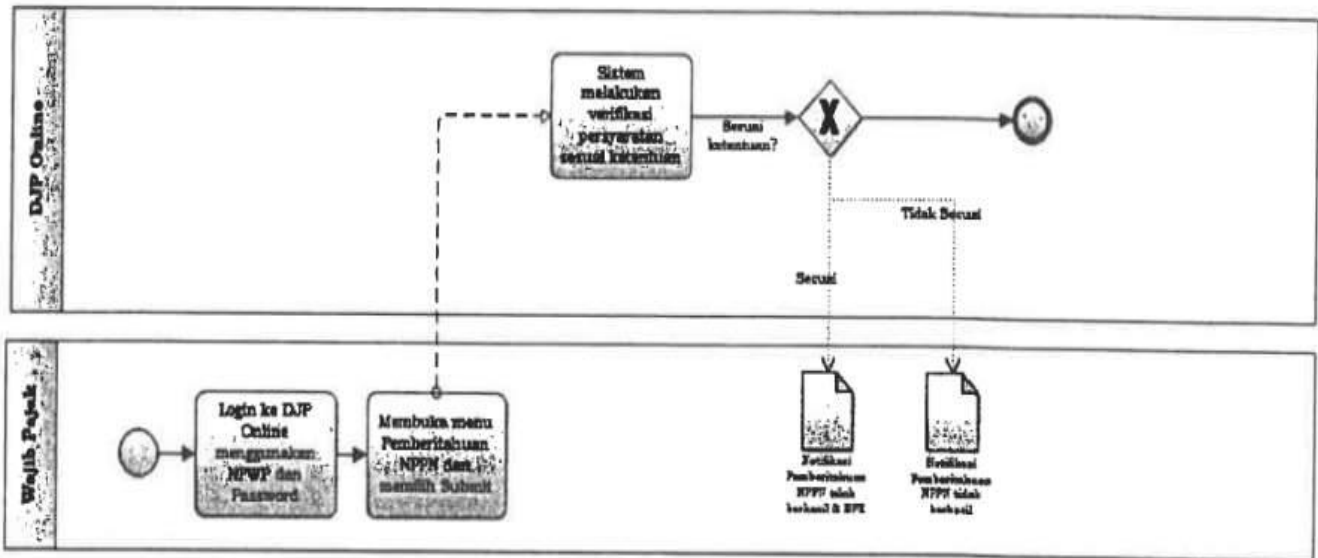 DJP Online
Sistem
melakukan
verifikasi
persyaratan
sesuai ketentuan
Sesuai
ketentuan?
X
Tidak Sesuai
Sesuai
Wajib Pajak
Login ke DJP
Online
menggunakan
NPWP dan
Password
Membuka menu
Pemberitahuan
NPPN dan
memilih Submit
Notifikasi
Pemberitahuan
NPPN telah
berhasil & BPE
Notifikasi
Pemberitahuan
NPPN tidak
berhasil